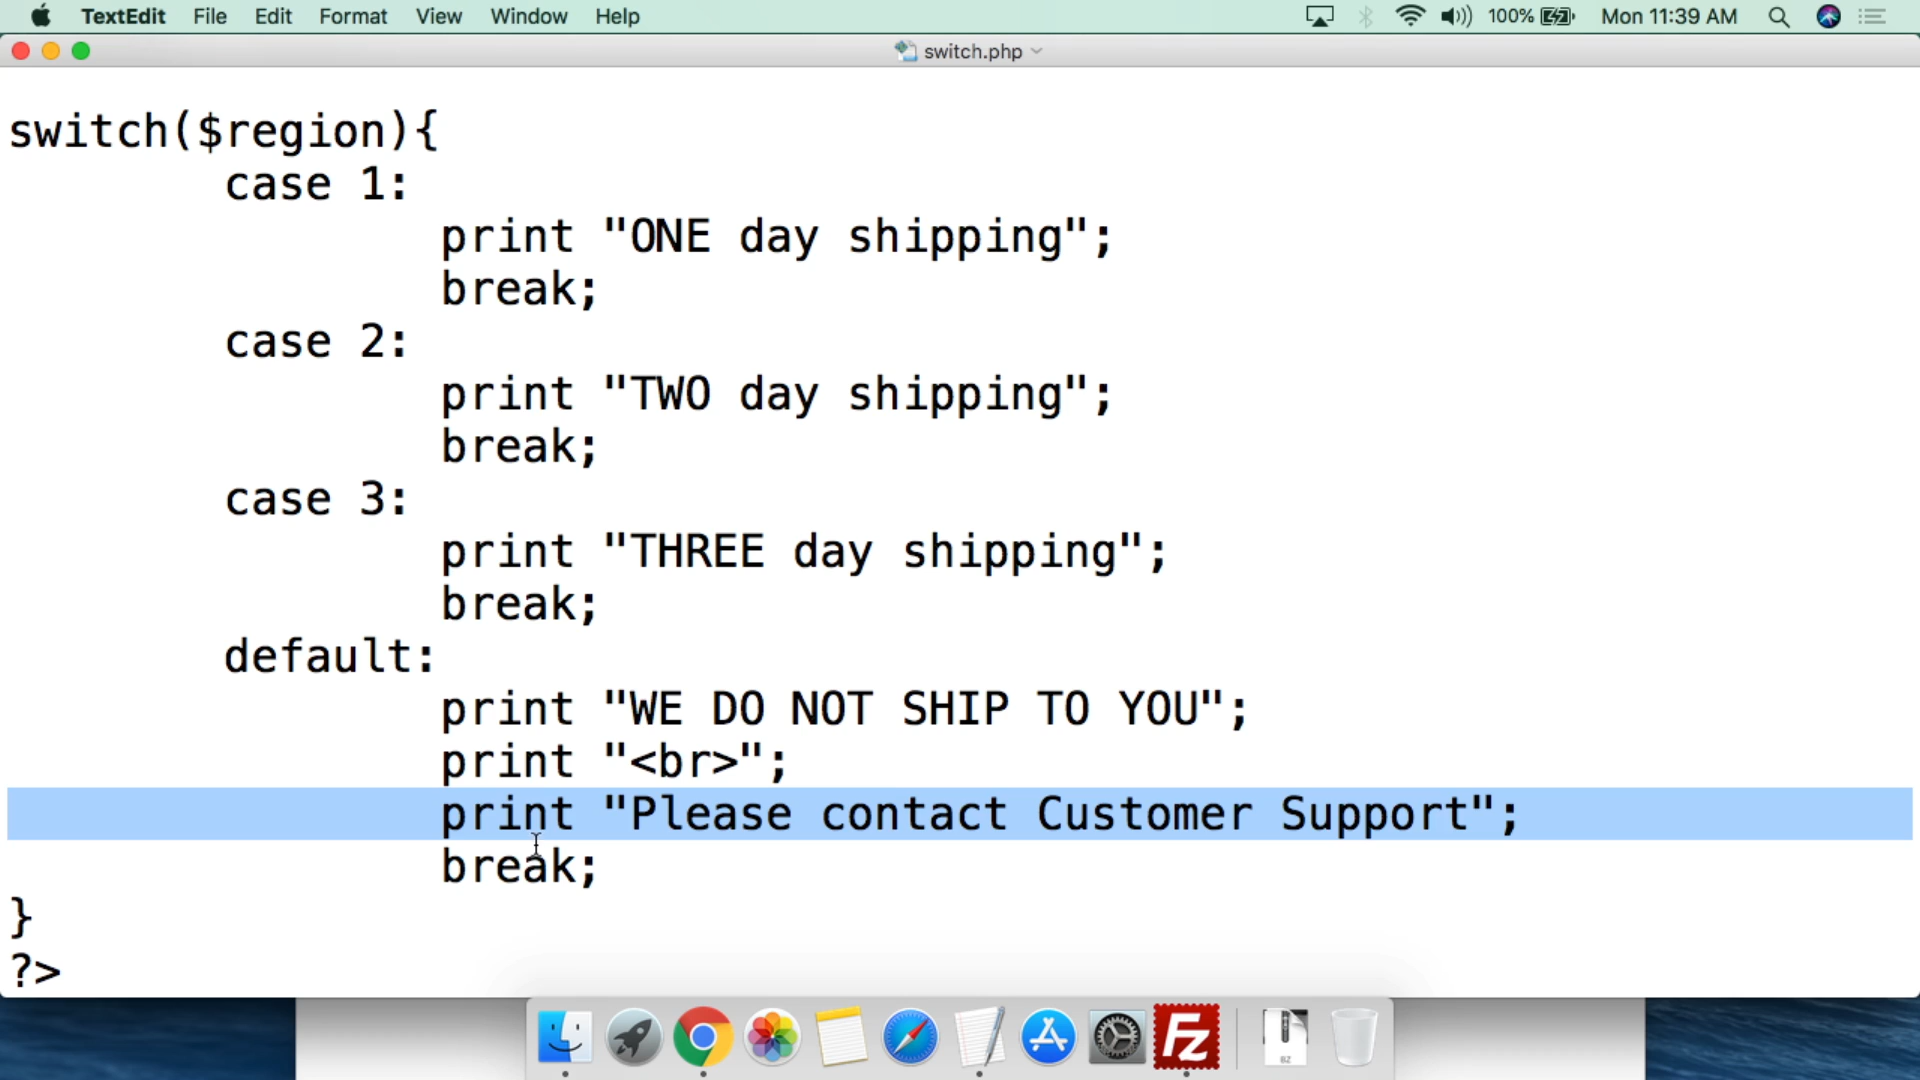 TextEdit File Edit Format View Window Help 100% Mon 11:39 AM
switch.php
switch($region){
case 1:
print "ONE day shipping";
break;
case 2:
print "TWO day shipping";
break;
case 3:
print "THREE day shipping";
break;
default:
print "WE DO NOT SHIP TO YOU";
print "<br>";
print "Please contact Customer Support";
break;
}
?>
Fz
BZ